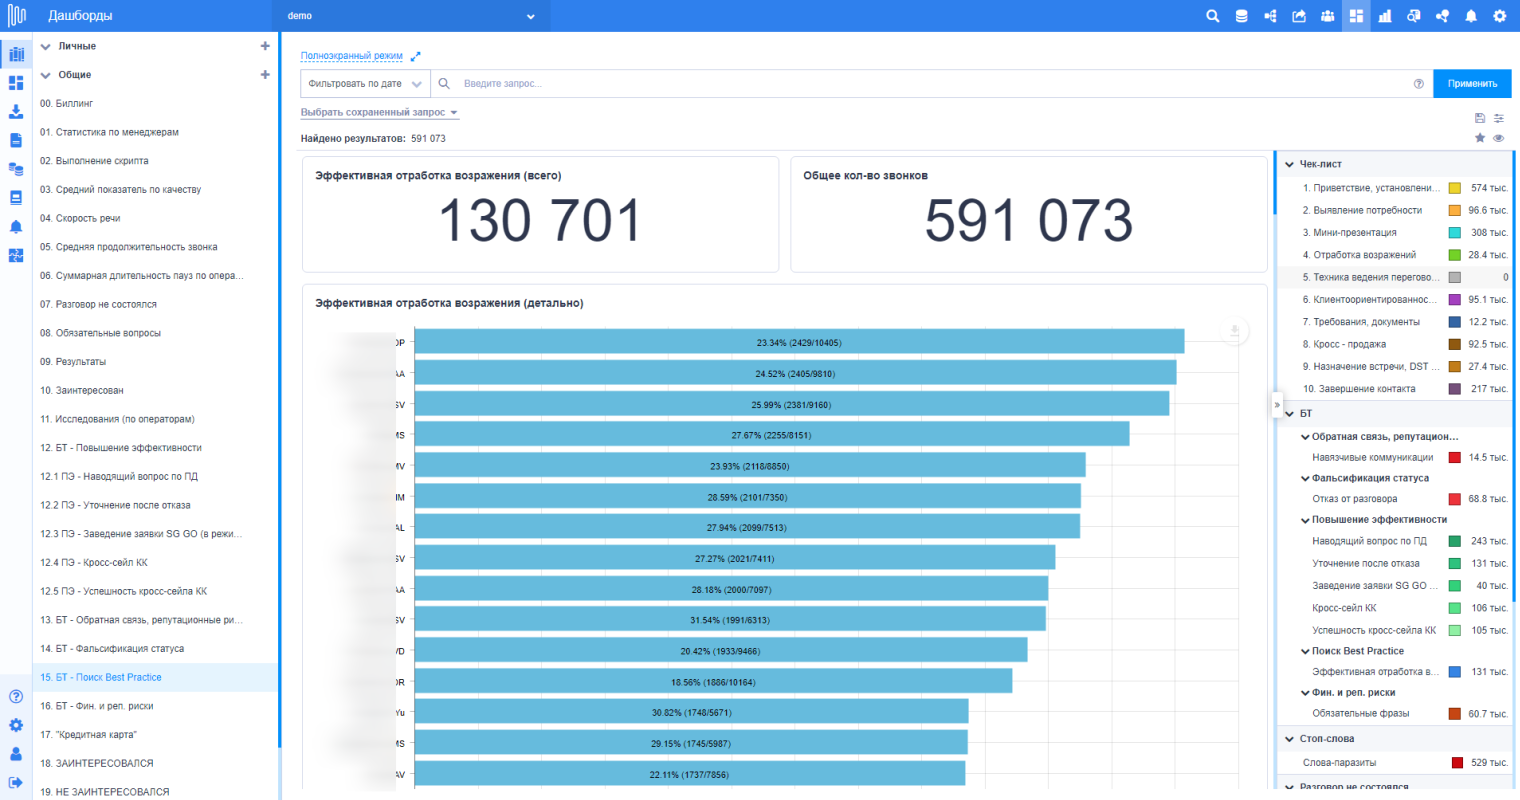 Дашборды
demo
Личные
Общие
00. Биллинг
01. Статистика по менеджерам
02. Выполнение скрипта
03. Средний показатель по качеству
04. Скорость речи
05. Средняя продолжительность звонка
06. Суммарная длительность пауз по опера...
07. Разговор не состоялся
08. Обязательные вопросы
09. Результаты
10. Заинтересован
11. Исследования (по операторам)
12. БТ - Повышение эффективности
12.1 ПЭ - Наводящий вопрос по ПД
12.2 ПЭ - Уточнение после отказа
12.3 ПЭ - Заведение заявки SG GO (в режи...
12.4 ПЭ - Кросс-сейл КК
12.5 ПЭ - Успешность кросс-сейла КК
13. БТ - Обратная связь, репутационные ри...
14. БТ - Фальсификация статуса
15. БТ - Поиск Best Practice
16. БТ - Фин. и реп. риски
17. "Кредитная карта"
18. ЗАИНТЕРЕСОВАЛСЯ
19. НЕ ЗАИНТЕРЕСОВАЛСЯ
Полноэкранный режим
Фильтровать по дате
Введите запрос...
Применить
Выбрать сохраненный запрос
Найдено результатов: 591 073
Эффективная отработка возражения (всего)
130 701
Общее кол-во звонков
591 073
Эффективная отработка возражения (детально)
OP 23.34% (2429/10405)
AA 24.52% (2405/9810)
SV 25.99% (2381/9160)
MS 27.67% (2255/8151)
MV 23.93% (2118/8850)
IM 28.59% (2101/7350)
AL 27.94% (2099/7513)
SV 27.27% (2021/7411)
AA 28.18% (2000/7097)
SV 31.54% (1991/6313)
VD 20.42% (1933/9466)
OR 18.56% (1886/10164)
Yu 30.82% (1748/5671)
MS 29.15% (1745/5987)
AV 22.11% (1737/7856)
Чек-лист
1. Приветствие, установлени... 574 тыс.
2. Выявление потребности 96.6 тыс.
3. Мини-презентация 308 тыс.
4. Отработка возражений 28.4 тыс.
5. Техника ведения перегово... 0
6. Клиентоориентированнос... 95.1 тыс.
7. Требования, документы 12.2 тыс.
8. Кросс - продажа 92.5 тыс.
9. Назначение встречи, DST ... 27.4 тыс.
10. Завершение контакта 217 тыс.
БТ
Обратная связь, репутацион...
Навязчивые коммуникации 14.5 тыс.
Фальсификация статуса
Отказ от разговора 68.8 тыс.
Повышение эффективности
Наводящий вопрос по ПД 243 тыс.
Уточнение после отказа 131 тыс.
Заведение заявки SG GO ... 40 тыс.
Кросс-сейл КК 106 тыс.
Успешность кросс-сейла КК 105 тыс.
Поиск Best Practice
Эффективная отработка в... 131 тыс.
Фин. и реп. риски
Обязательные фразы 60.7 тыс.
Стоп-слова
Слова-паразиты 529 тыс.
Разговор не состоялся